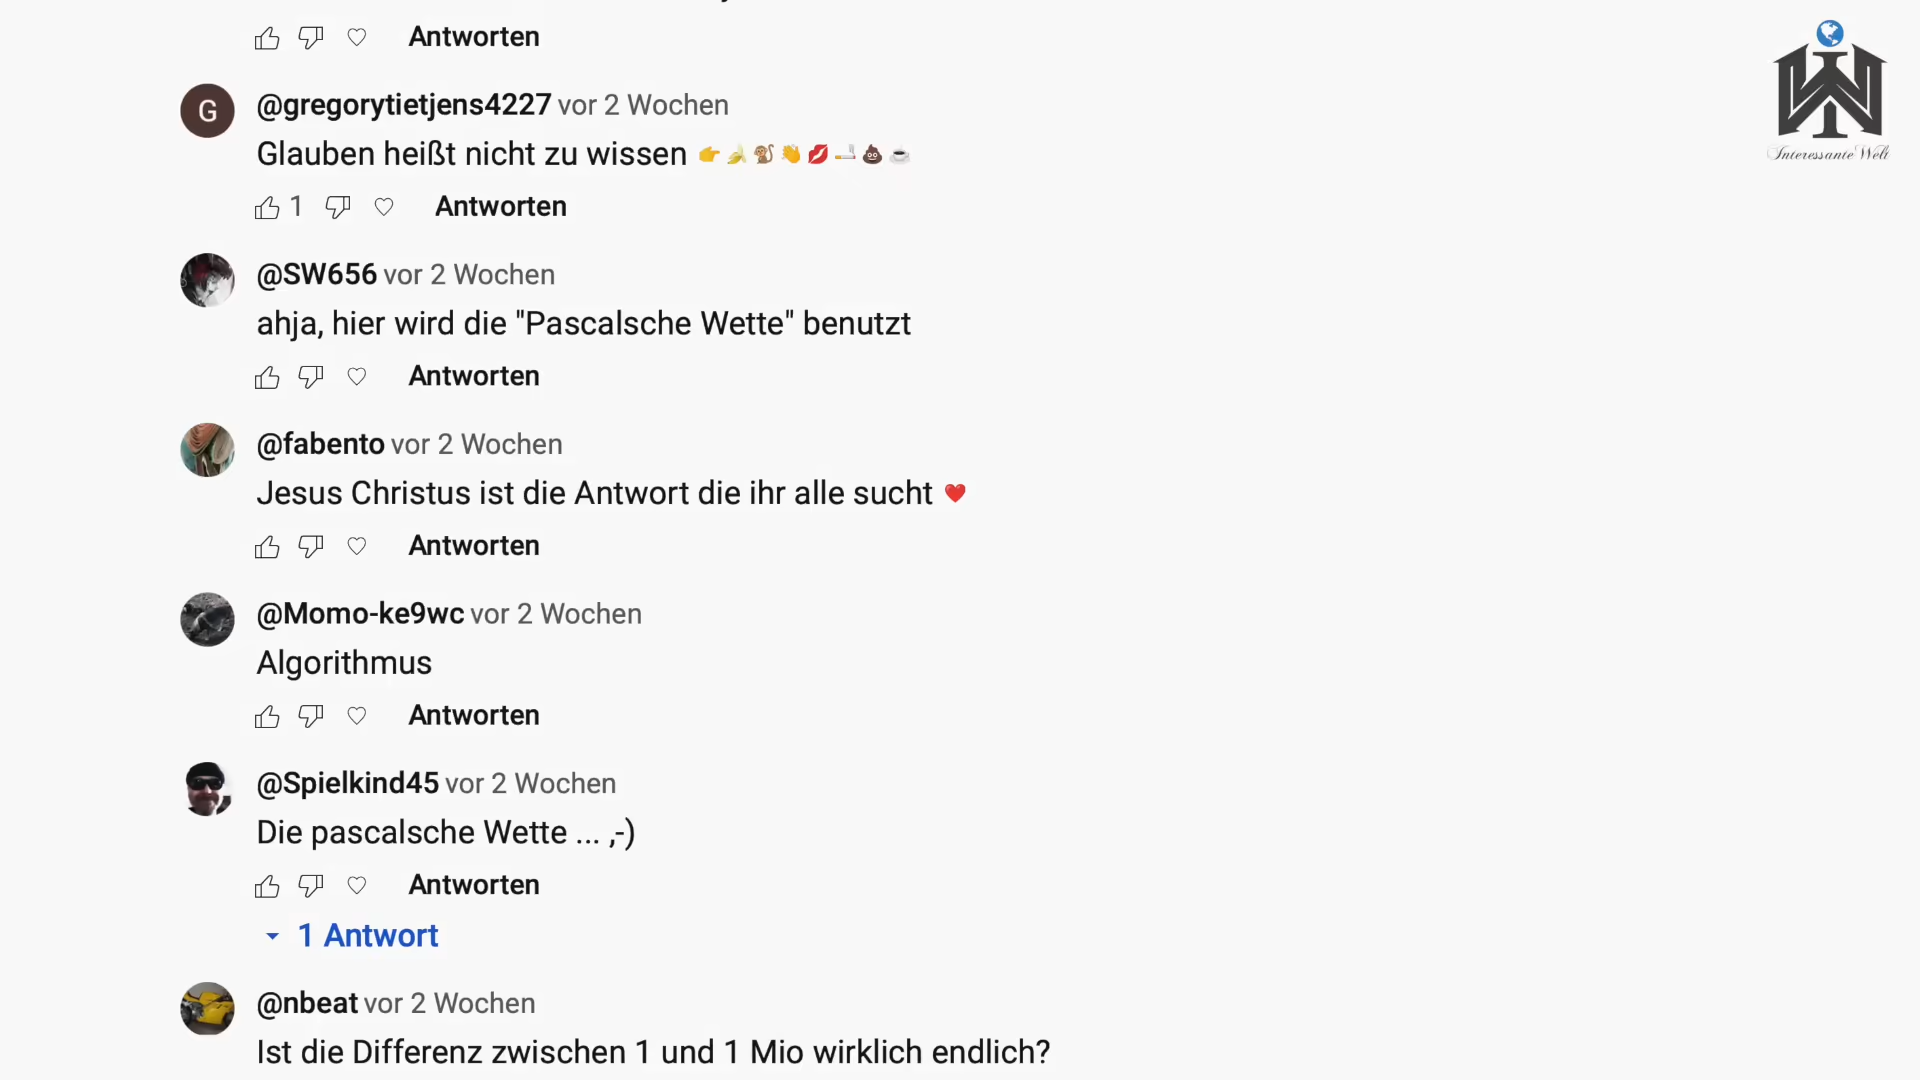 Antworten
G
@gregorytietjens4227 vor 2 Wochen
Glauben heißt nicht zu wissen 👉🍌🐒👏💋🚬💩☕
1 Antworten
@SW656 vor 2 Wochen
ahja, hier wird die "Pascalsche Wette" benutzt
Antworten
@fabento vor 2 Wochen
Jesus Christus ist die Antwort die ihr alle sucht ❤️
Antworten
@Momo-ke9wc vor 2 Wochen
Algorithmus
Antworten
@Spielkind45 vor 2 Wochen
Die pascalsche Wette ... ,-)
Antworten
1 Antwort
@nbeat vor 2 Wochen
Ist die Differenz zwischen 1 und 1 Mio wirklich endlich?
Interessante Welt